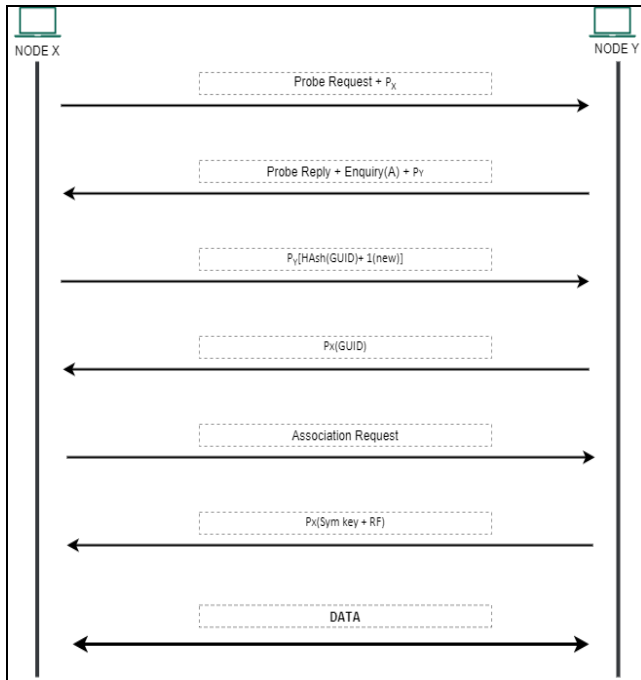 NODE X
NODE Y
Probe Request + PX
Probe Reply + Enquiry(A) + PY
PY[HAsh(GUID)+ 1(new)]
Px(GUID)
Association Request
Px(Sym key + RF)
DATA